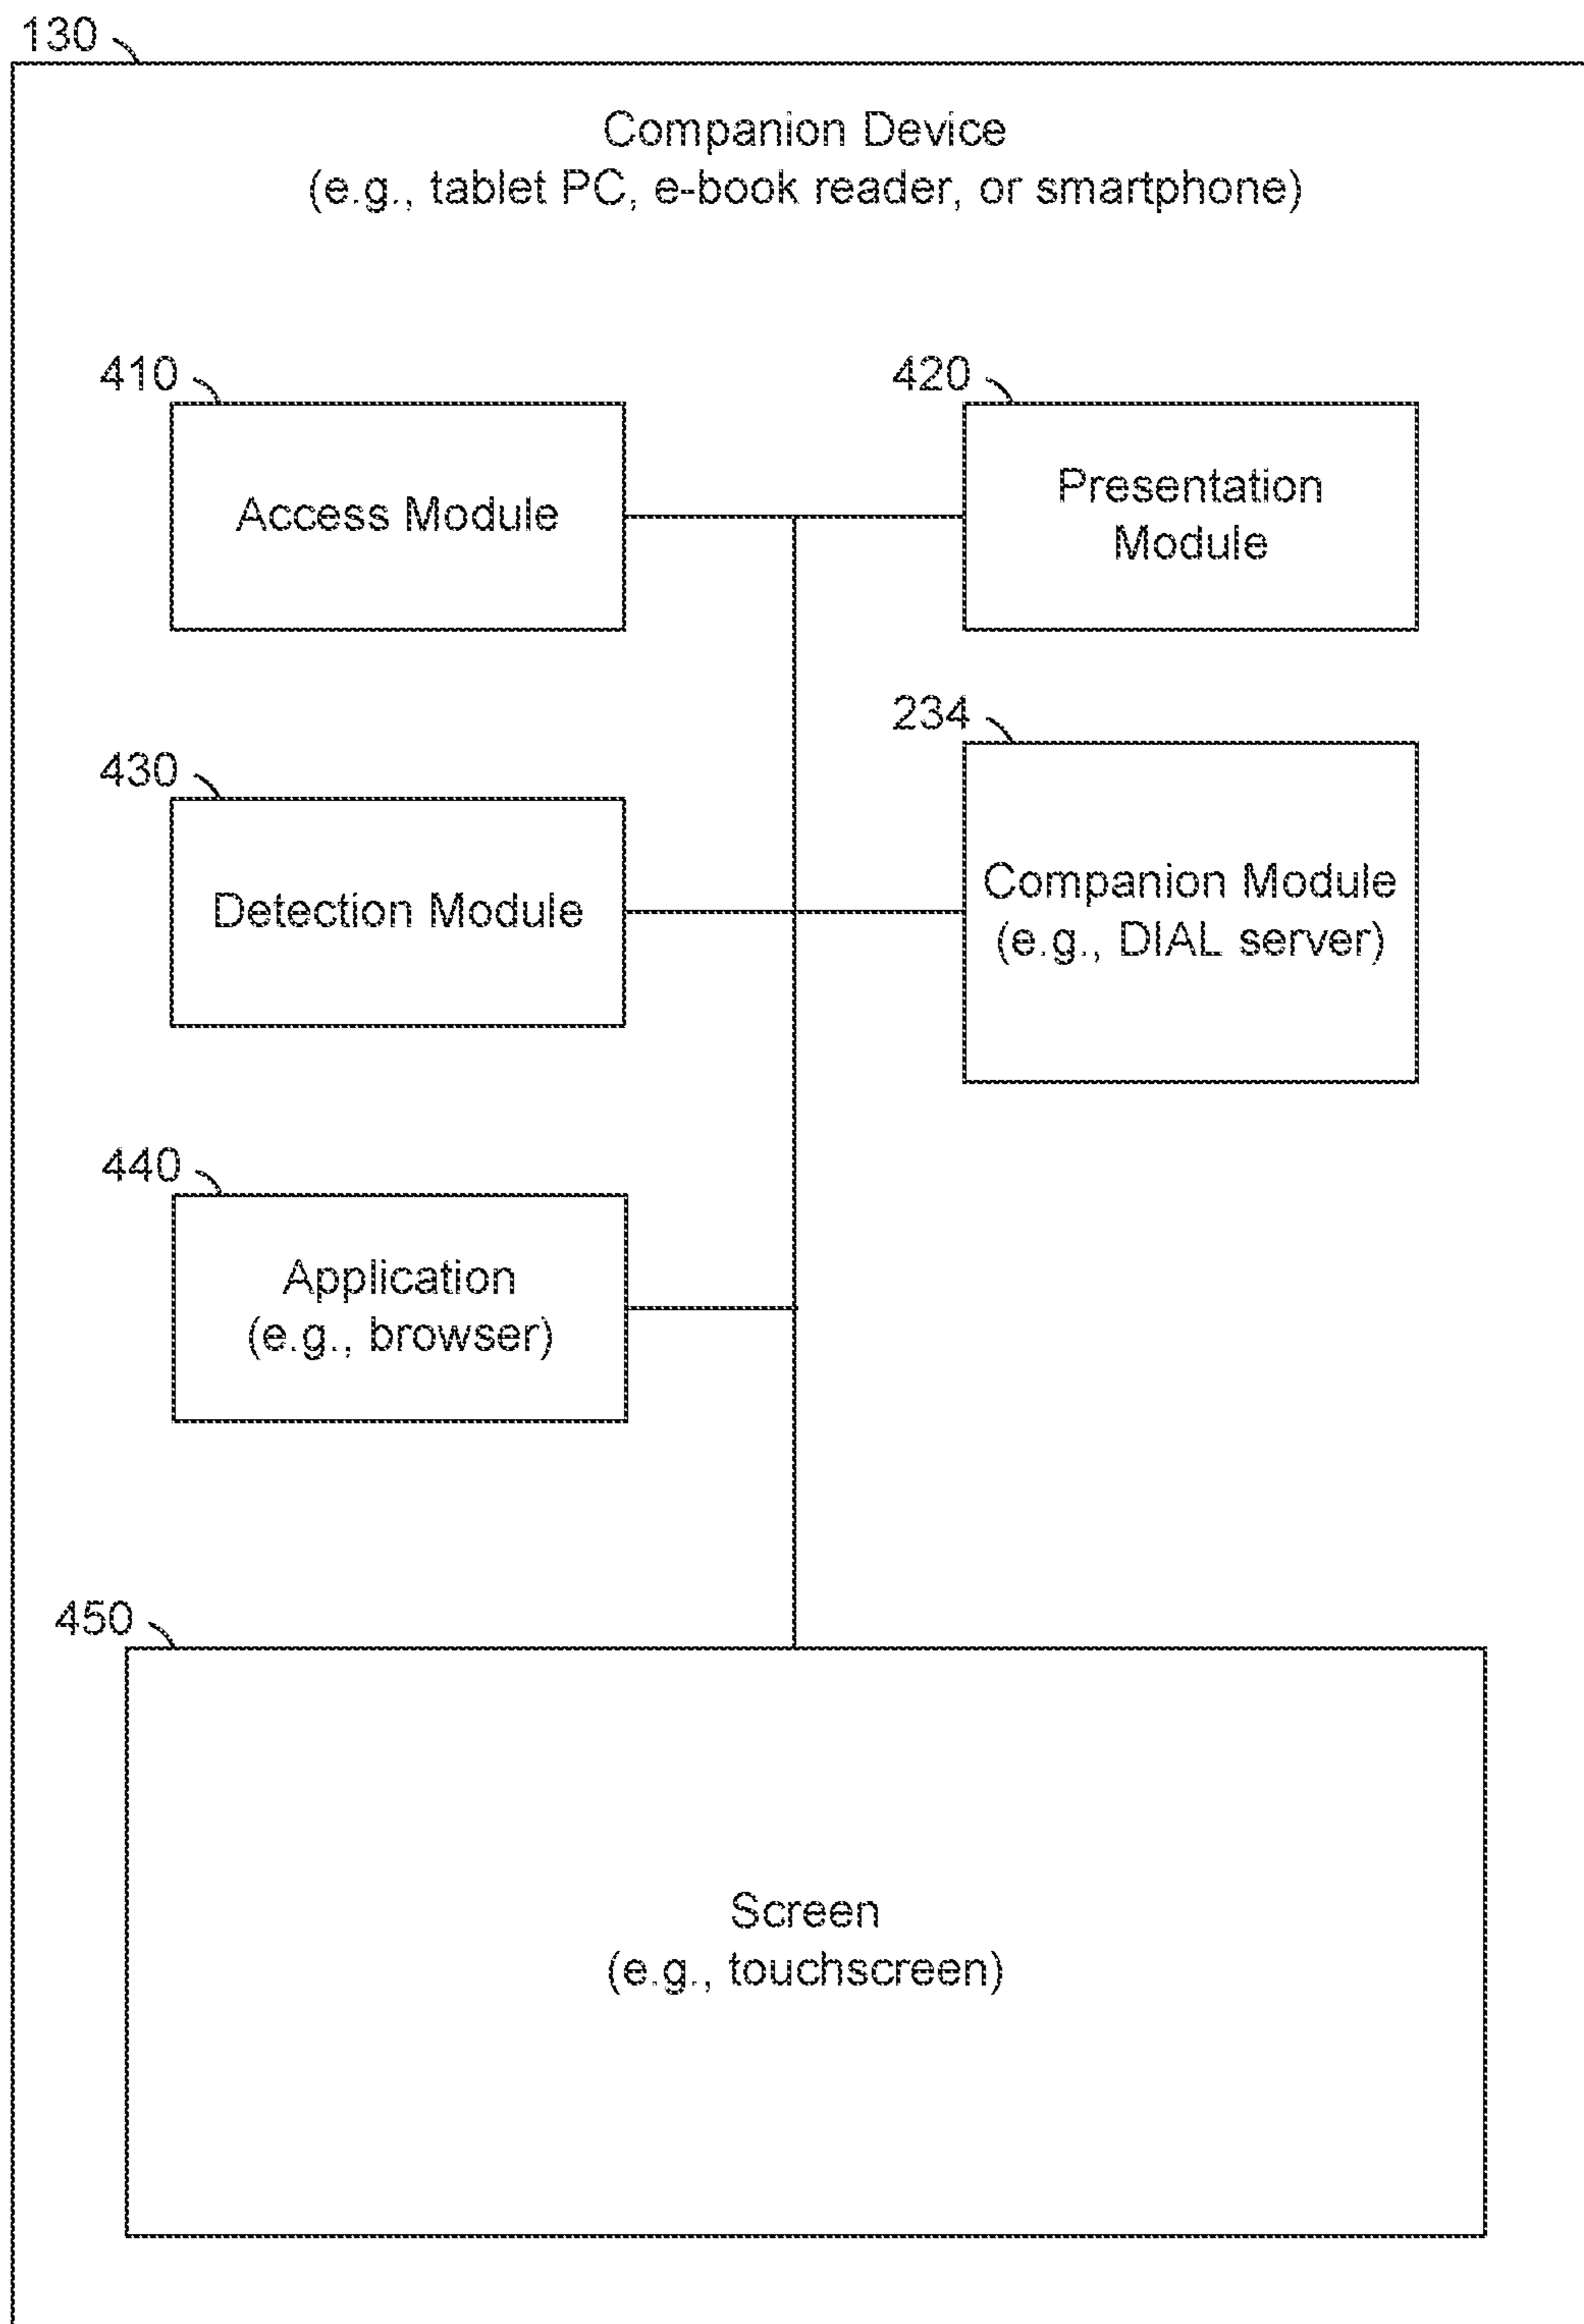 130
Companion Device
(e.g., tablet PC, e-book reader, or smartphone)
410
Access Module
420
Presentation
Module
430
Detection Module
234
Companion Module
(e.g., DIAL server)
440
Application
(e.g., browser)
450
Screen
(e.g., touchscreen)